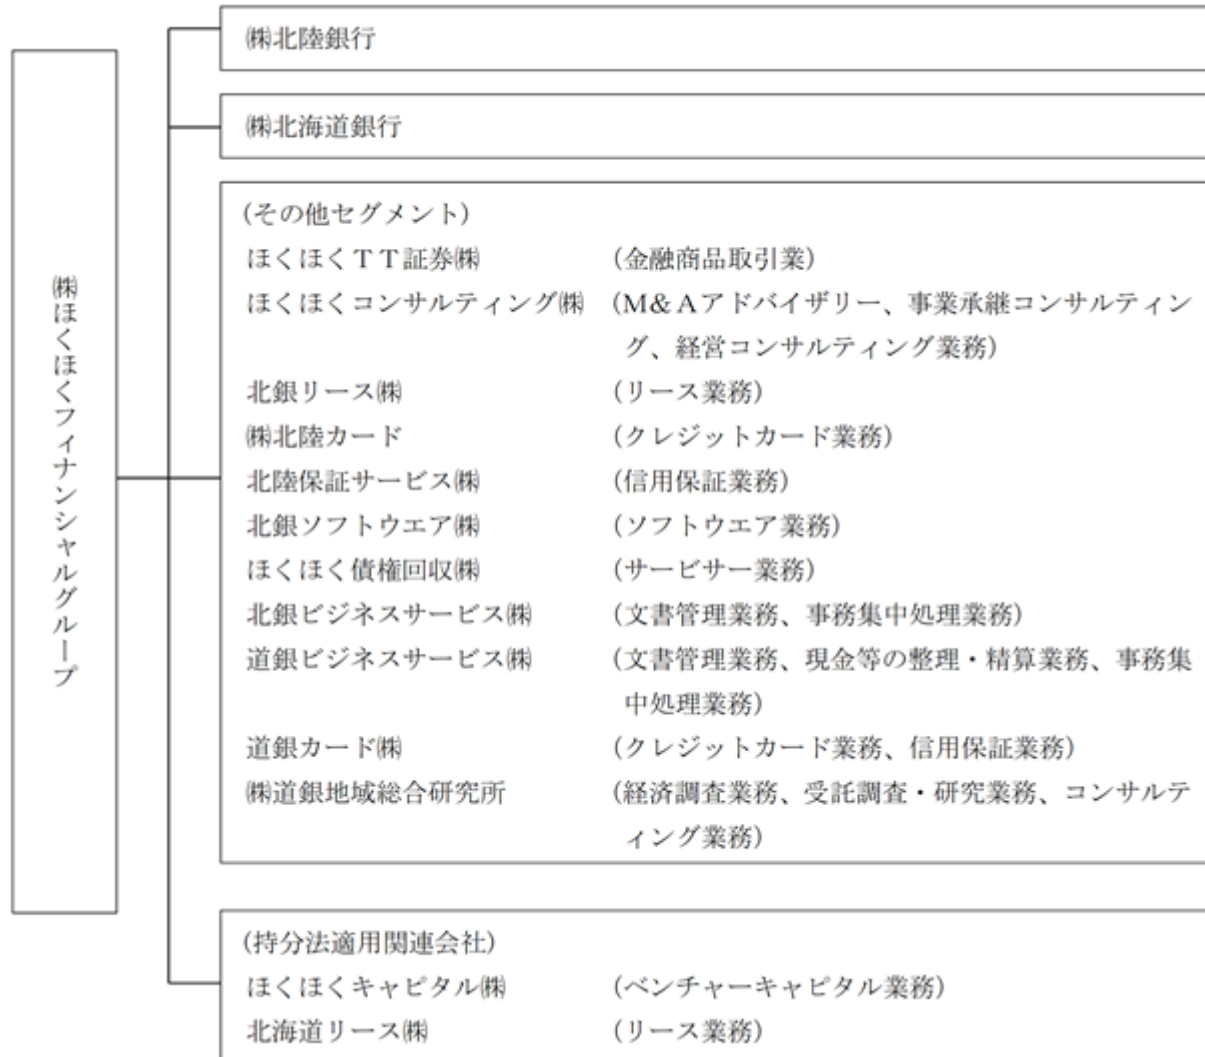 ㈱ほくほくフィナンシャルグループ
㈱北陸銀行
㈱北海道銀行
(その他セグメント)
ほくほくＴＴ証券㈱ (金融商品取引業)
ほくほくコンサルティング㈱ (Ｍ＆Ａアドバイザリー、事業承継コンサルティン
グ、経営コンサルティング業務)
北銀リース㈱ (リース業務)
㈱北陸カード (クレジットカード業務)
北陸保証サービス㈱ (信用保証業務)
北銀ソフトウエア㈱ (ソフトウエア業務)
ほくほく債権回収㈱ (サービサー業務)
北銀ビジネスサービス㈱ (文書管理業務、事務集中処理業務)
道銀ビジネスサービス㈱ (文書管理業務、現金等の整理・精算業務、事務集
中処理業務)
道銀カード㈱ (クレジットカード業務、信用保証業務)
㈱道銀地域総合研究所 (経済調査業務、受託調査・研究業務、コンサルテ
ィング業務)
(持分法適用関連会社)
ほくほくキャピタル㈱ (ベンチャーキャピタル業務)
北海道リース㈱ (リース業務)